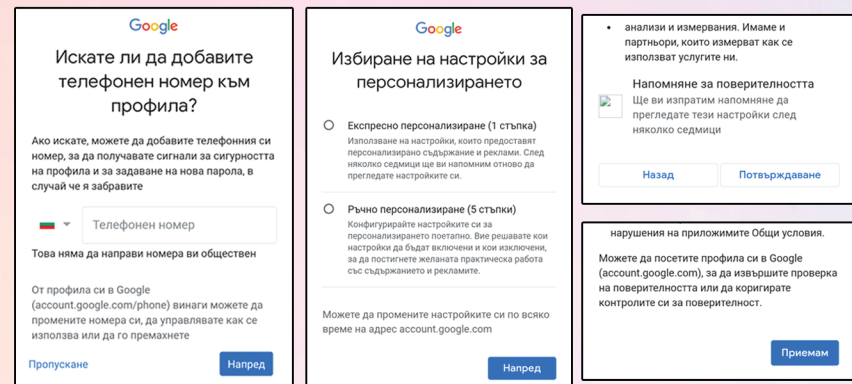 Google
Искате ли да добавите
телефонен номер към
профила?
Ако искате, можете да добавите телефонния си
номер, за да получавате сигнали за сигурността
на профила и за задаване на нова парола, в
случай че я забравите
Телефонен номер
Това няма да направи номера ви обществен
От профила си в Google
(account.google.com/phone) винаги можете да
промените номера си, да управлявате как се
използва или да го премахнете
Пропускане
Напред
Google
Избиране на настройки за
персонализирането
Експресно персонализиране (1 стъпка)
Използване на настройки, които предоставят
персонализирано съдържание и реклами. След
няколко седмици ще ви напомним отново да
прегледате настройките си.
Ръчно персонализиране (5 стъпки)
Конфигурирайте настройките си за
персонализирането поетапно. Вие решавате кои
настройки да бъдат включени и кои изключени,
за да постигнете желаната практическа работа
със съдържанието и рекламите.
Можете да промените настройките си по всяко
време на адрес account.google.com
Напред
• анализи и измервания. Имаме и
партньори, които измерват как се
използват услугите ни.
Напомняне за поверителността
Ще ви изпратим напомняне да
прегледате тези настройки след
няколко седмици
Назад
Потвърждаване
нарушения на приложимите Общи условия.
Можете да посетите профила си в Google
(account.google.com), за да извършите проверка
на поверителността или да коригирате
контролите си за поверителност.
Приемам